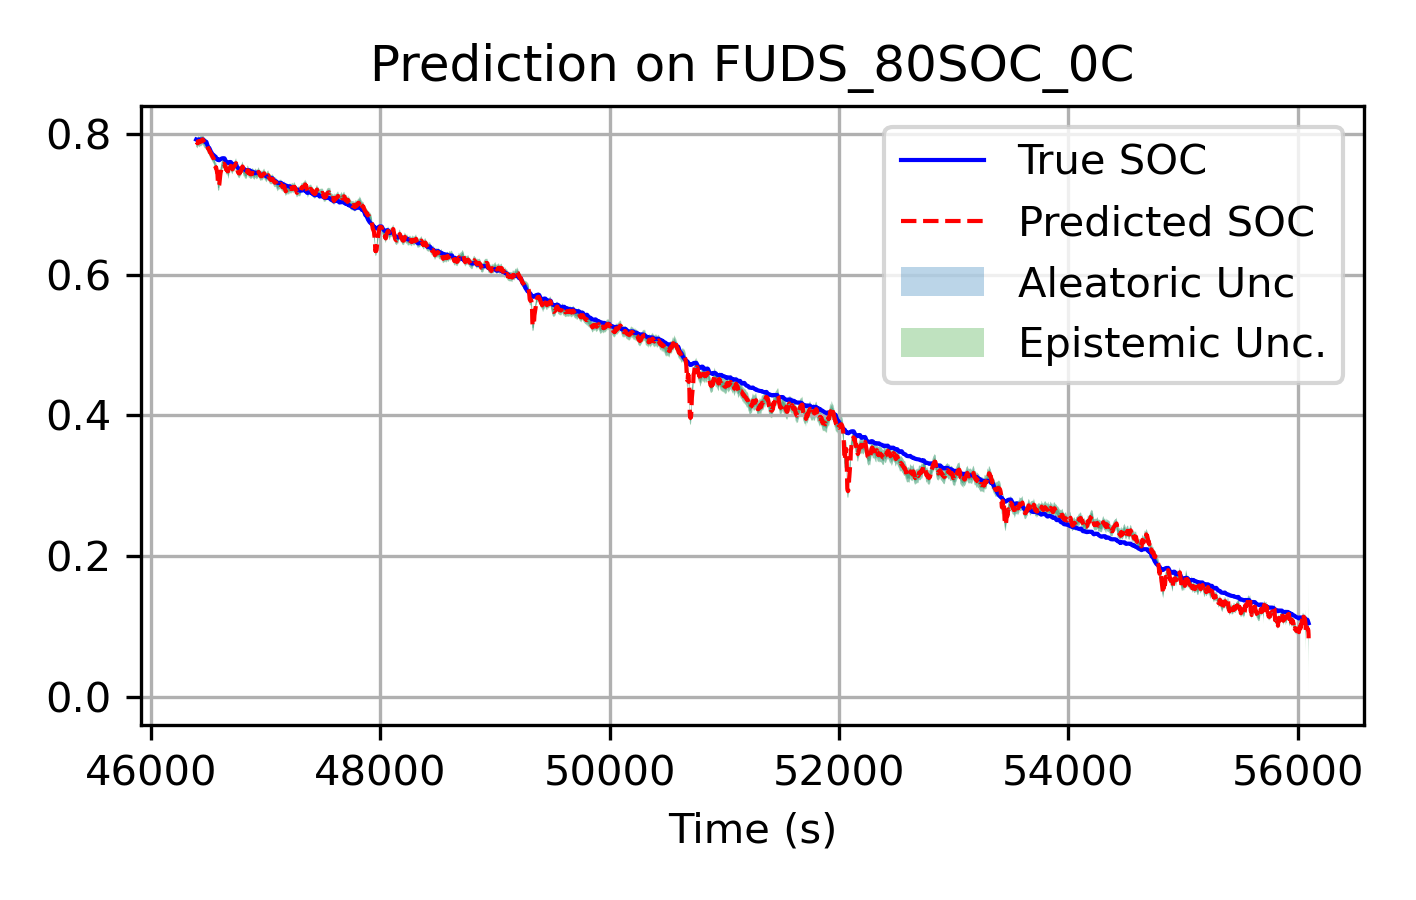 Prediction on FUDS_80SOC_0C
True SOC
Predicted SOC
Aleatoric Unc
Epistemic Unc.
0.8
0.6
0.4
0.2
0.0
46000 48000 50000 52000 54000 56000
Time (s)